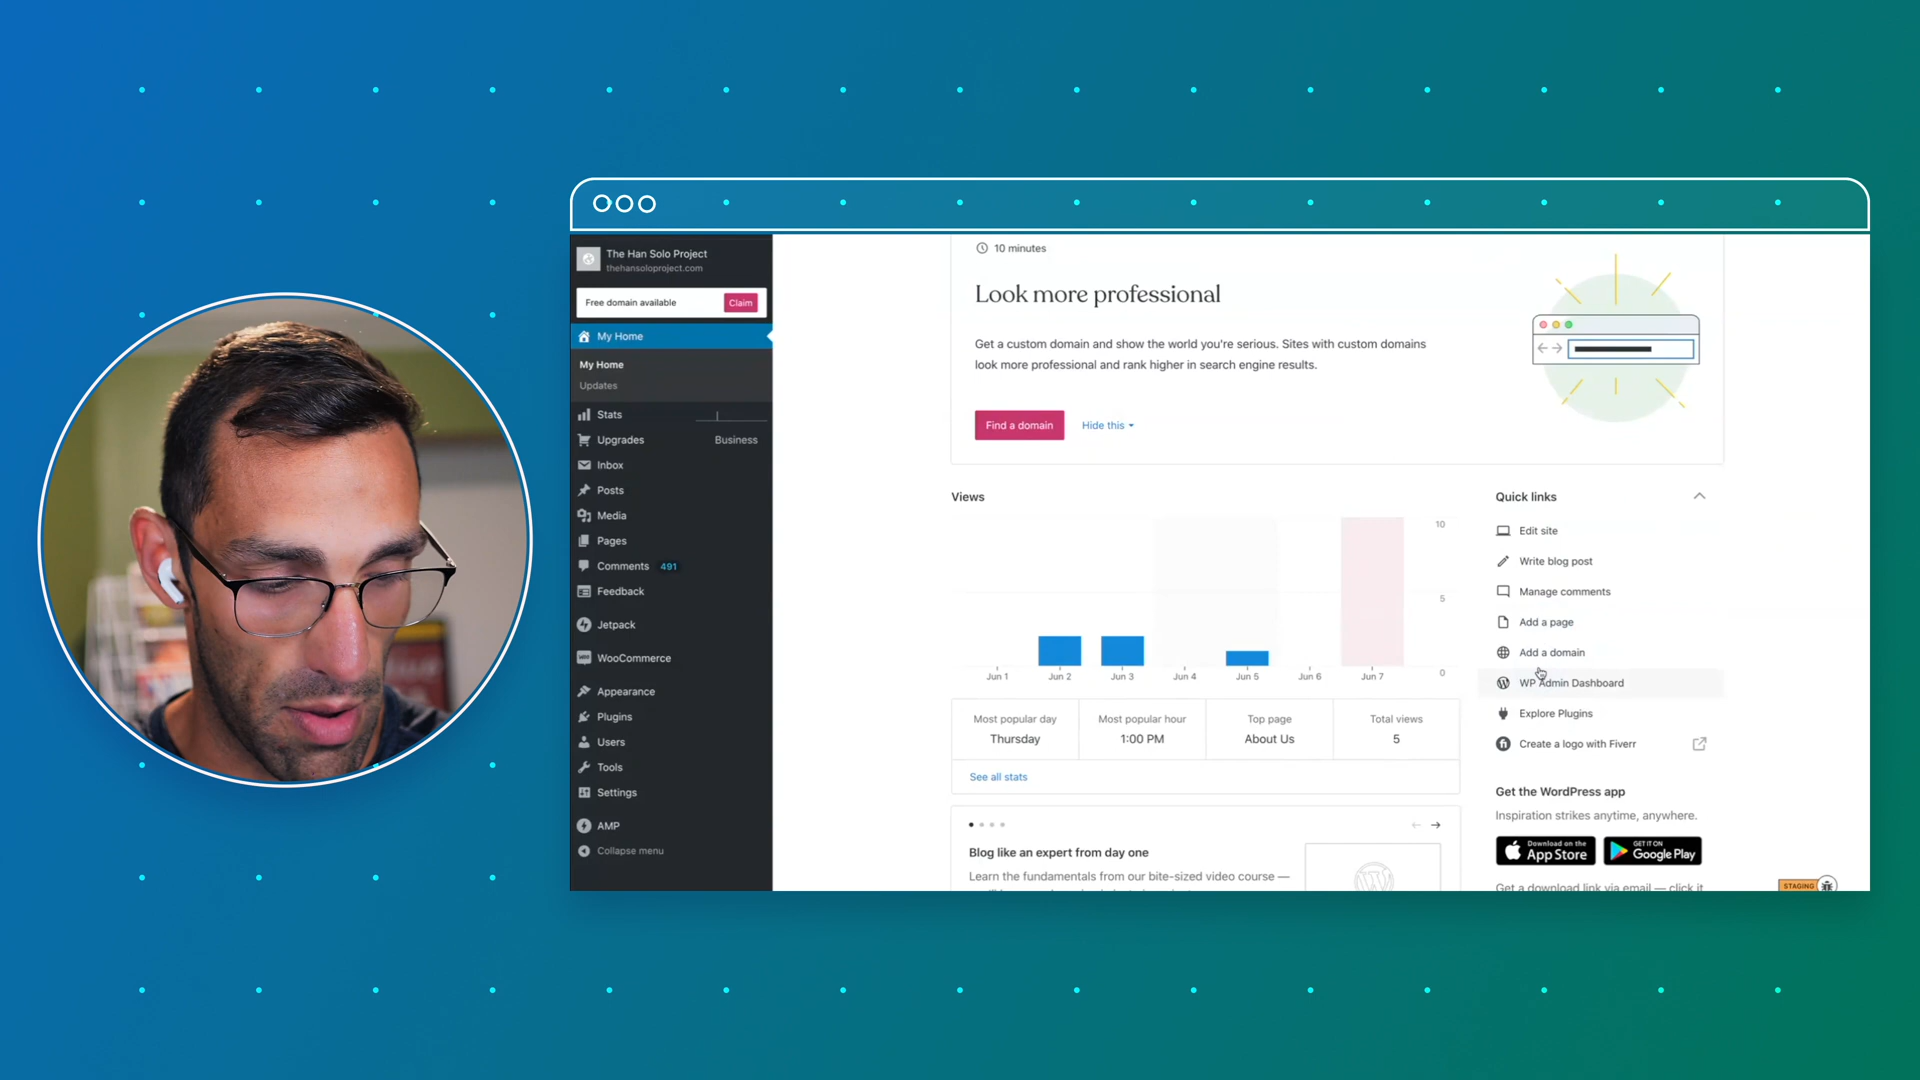 The Han Solo Project
thehansoloproject.com
Free domain available
Claim
My Home
My Home
Updates
Stats
Upgrades
Business
Inbox
Posts
Media
Pages
Comments
491
Feedback
Jetpack
WooCommerce
Appearance
Plugins
Users
Tools
Settings
AMP
Collapse menu
10 minutes
Look more professional
Get a custom domain and show the world you're serious. Sites with custom domains
look more professional and rank higher in search engine results.
Find a domain
Hide this
Views
10
5
0
Jun 1
Jun 2
Jun 3
Jun 4
Jun 5
Jun 6
Jun 7
Most popular day
Thursday
Most popular hour
1:00 PM
Top page
About Us
Total views
5
See all stats
Blog like an expert from day one
Learn the fundamentals from our bite-sized video course —
Quick links
Edit site
Write blog post
Manage comments
Add a page
Add a domain
WP Admin Dashboard
Explore Plugins
Create a logo with Fiverr
Get the WordPress app
Inspiration strikes anytime, anywhere.
Download on the
App Store
GET IT ON
Google Play
Get a download link via email — click it
STAGING